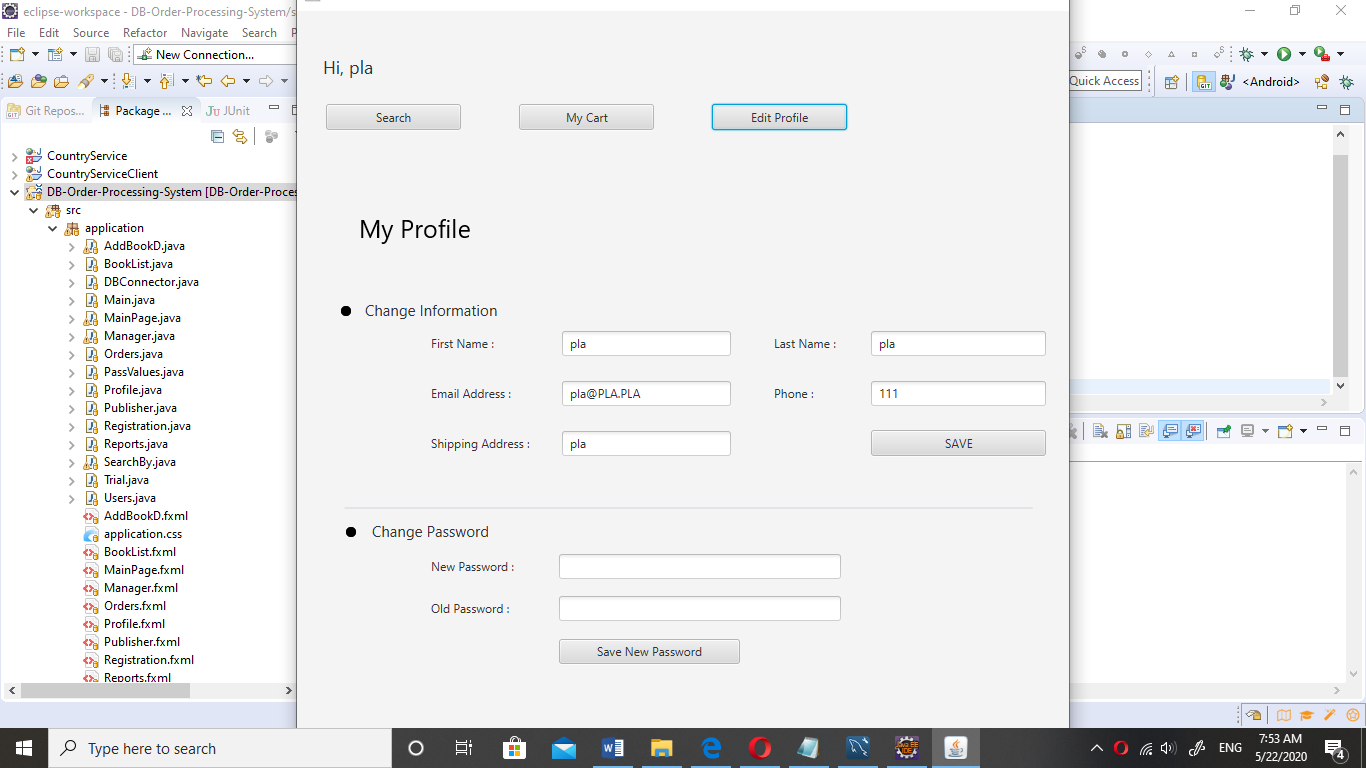 eclipse-workspace - DB-Order-Processing-System/s
File Edit Source Refactor Navigate Search P
New Connection...
Quick Access
<Android>
Git Repos...
Package ...
JUnit
CountryService
CountryServiceClient
DB-Order-Processing-System [DB-Order-Proces
src
application
AddBookD.java
BookList.java
DBConnector.java
Main.java
MainPage.java
Manager.java
Orders.java
PassValues.java
Profile.java
Publisher.java
Registration.java
Reports.java
SearchBy.java
Trial.java
Users.java
AddBookD.fxml
application.css
BookList.fxml
MainPage.fxml
Manager.fxml
Orders.fxml
Profile.fxml
Publisher.fxml
Registration.fxml
Reports.fxml
Hi, pla
Search
My Cart
Edit Profile
My Profile
Change Information
First Name : pla
Last Name : pla
Email Address : pla@PLA.PLA
Phone : 111
Shipping Address : pla
SAVE
Change Password
New Password :
Old Password :
Save New Password
Type here to search
ENG
7:53 AM
5/22/2020
4